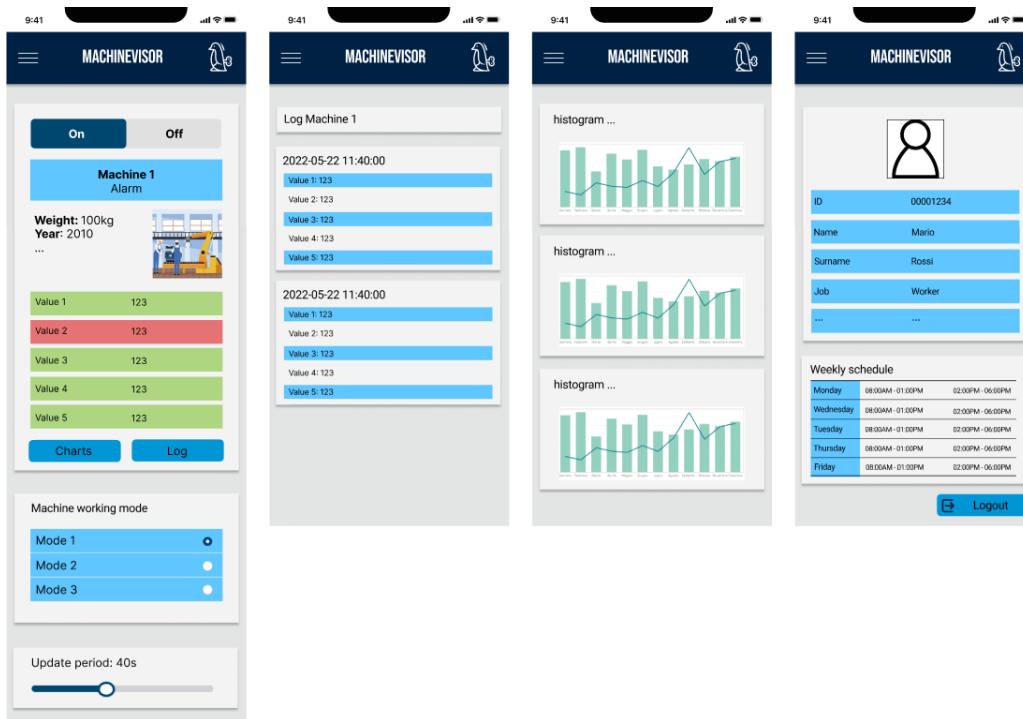 9:41
MACHINEVISOR
On Off
Machine 1
Alarm
Weight: 100kg
Year: 2010
...
Value 1 123
Value 2 123
Value 3 123
Value 4 123
Value 5 123
Charts Log
Machine working mode
Mode 1
Mode 2
Mode 3
Update period: 40s
9:41
MACHINEVISOR
Log Machine 1
2022-05-22 11:40:00
Value 1: 123
Value 2: 123
Value 3: 123
Value 4: 123
Value 5: 123
2022-05-22 11:40:00
Value 1: 123
Value 2: 123
Value 3: 123
Value 4: 123
Value 5: 123
9:41
MACHINEVISOR
histogram ...
histogram ...
histogram ...
9:41
MACHINEVISOR
ID 00001234
Name Mario
Surname Rossi
Job Worker
... ...
Weekly schedule
Monday 08:00AM - 01:00PM 02:00PM - 06:00PM
Wednesday 08:00AM - 01:00PM 02:00PM - 06:00PM
Tuesday 08:00AM - 01:00PM 02:00PM - 06:00PM
Thursday 08:00AM - 01:00PM 02:00PM - 06:00PM
Friday 08:00AM - 01:00PM 02:00PM - 06:00PM
Logout